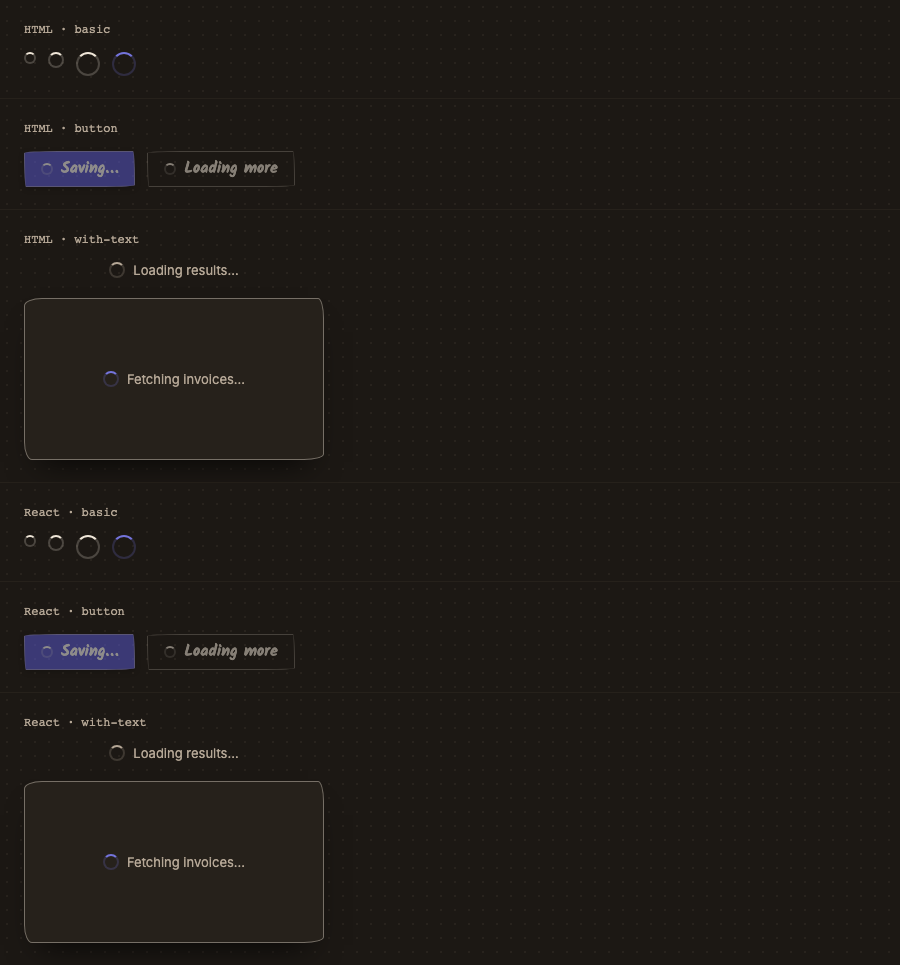 HTML · basic
HTML · button
Saving...
Loading more
HTML · with-text
Loading results...
Fetching invoices...
React · basic
React · button
Saving...
Loading more
React · with-text
Loading results...
Fetching invoices...